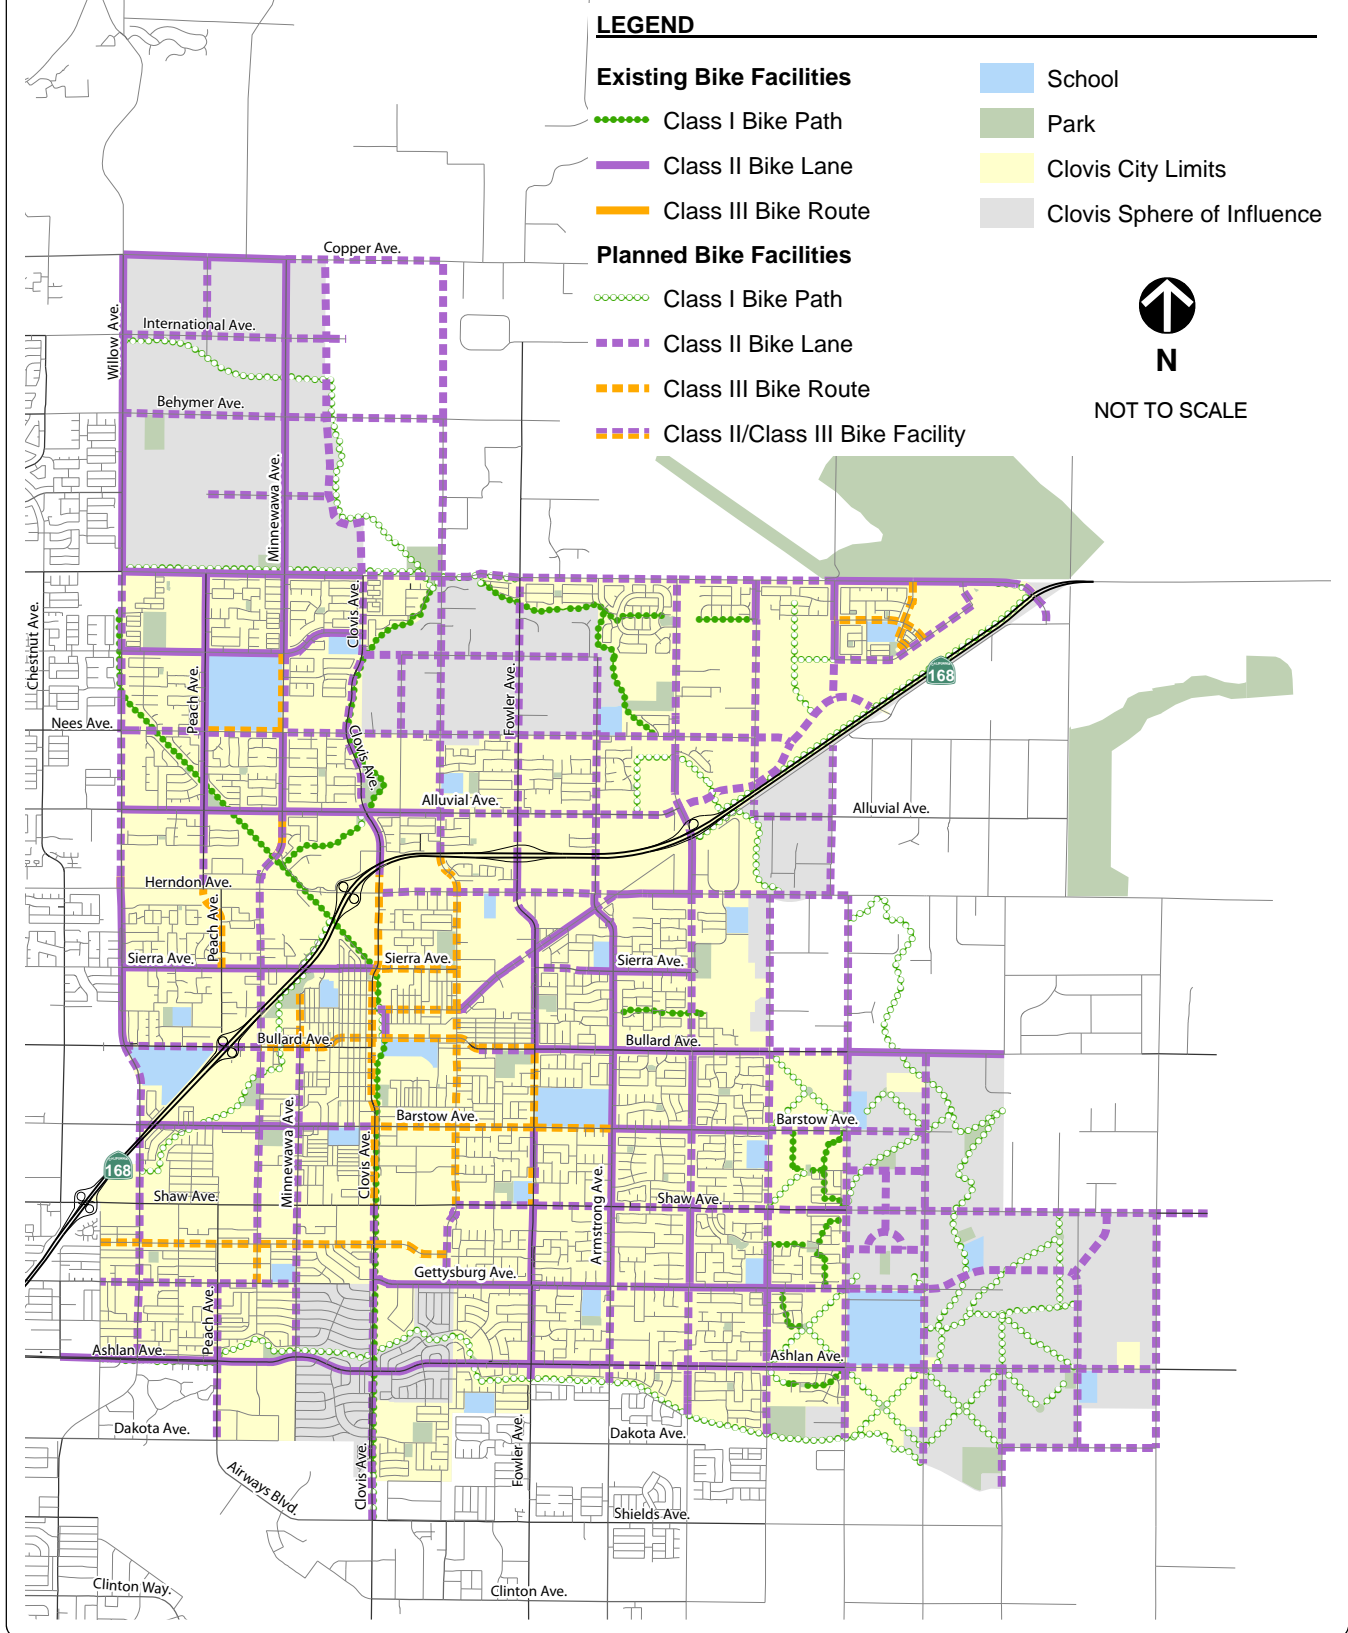 LEGEND
Existing Bike Facilities
Class I Bike Path
Class II Bike Lane
Class III Bike Route
Planned Bike Facilities
Class I Bike Path
Class II Bike Lane
Class III Bike Route
Class II/Class III Bike Facility
School
Park
Clovis City Limits
Clovis Sphere of Influence
N
NOT TO SCALE
Copper Ave.
Willow Ave.
International Ave.
Behymer Ave.
Minnewawa Ave.
Chestnut Ave.
Clovis Ave.
Peach Ave.
Fowler Ave.
CALIFORNIA
168
Nees Ave.
Clovis Ave.
Alluvial Ave.
Alluvial Ave.
Herndon Ave.
Peach Ave.
Sierra Ave.
Sierra Ave.
Sierra Ave.
Bullard Ave.
Bullard Ave.
Minnewawa Ave.
Barstow Ave.
Barstow Ave.
Clovis Ave.
CALIFORNIA
168
Shaw Ave.
Shaw Ave.
Armstrong Ave.
Gettysburg Ave.
Peach Ave.
Ashlan Ave.
Ashlan Ave.
Dakota Ave.
Dakota Ave.
Fowler Ave.
Clovis Ave.
Airways Blvd.
Shields Ave.
Clinton Way.
Clinton Ave.